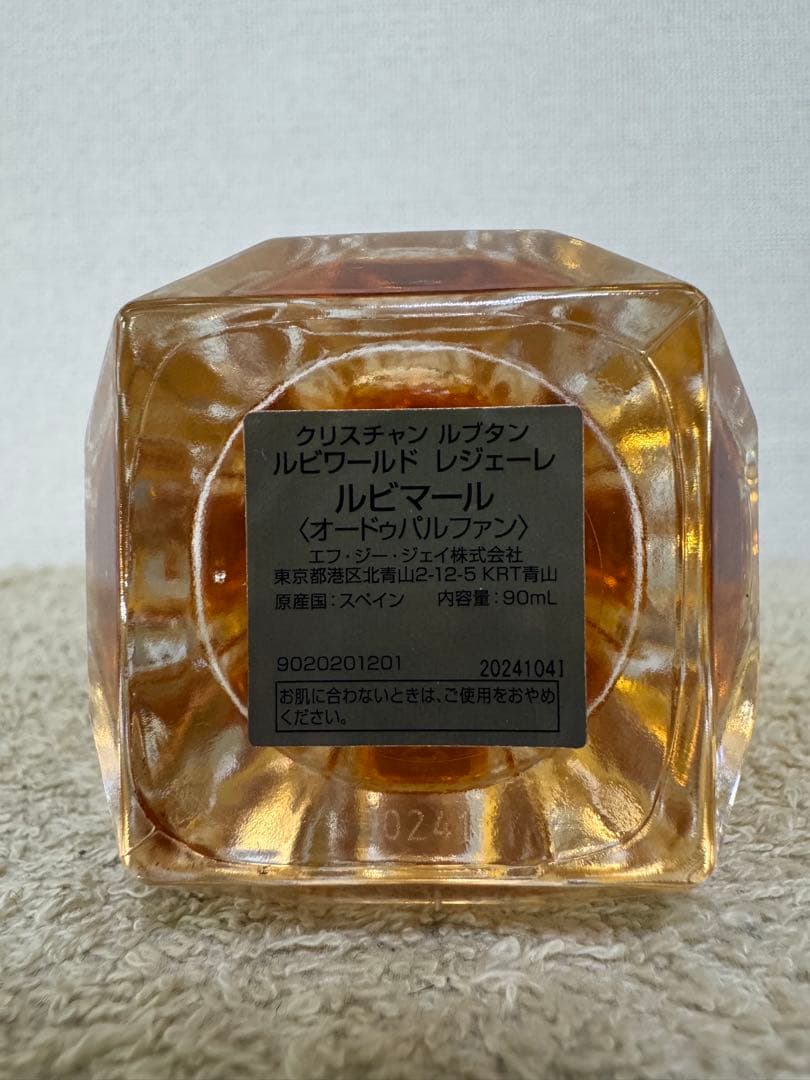 クリスチャン ルブタン
ルビワールド レジェーレ
ルビマール
〈オードゥパルファン〉
エフ・ジー・ジェイ株式会社
東京都港区北青山2-12-5 KRT青山
原産国：スペイン 内容量：90mL
9020201201 20241041
お肌に合わないときは、ご使用をおやめ
ください。